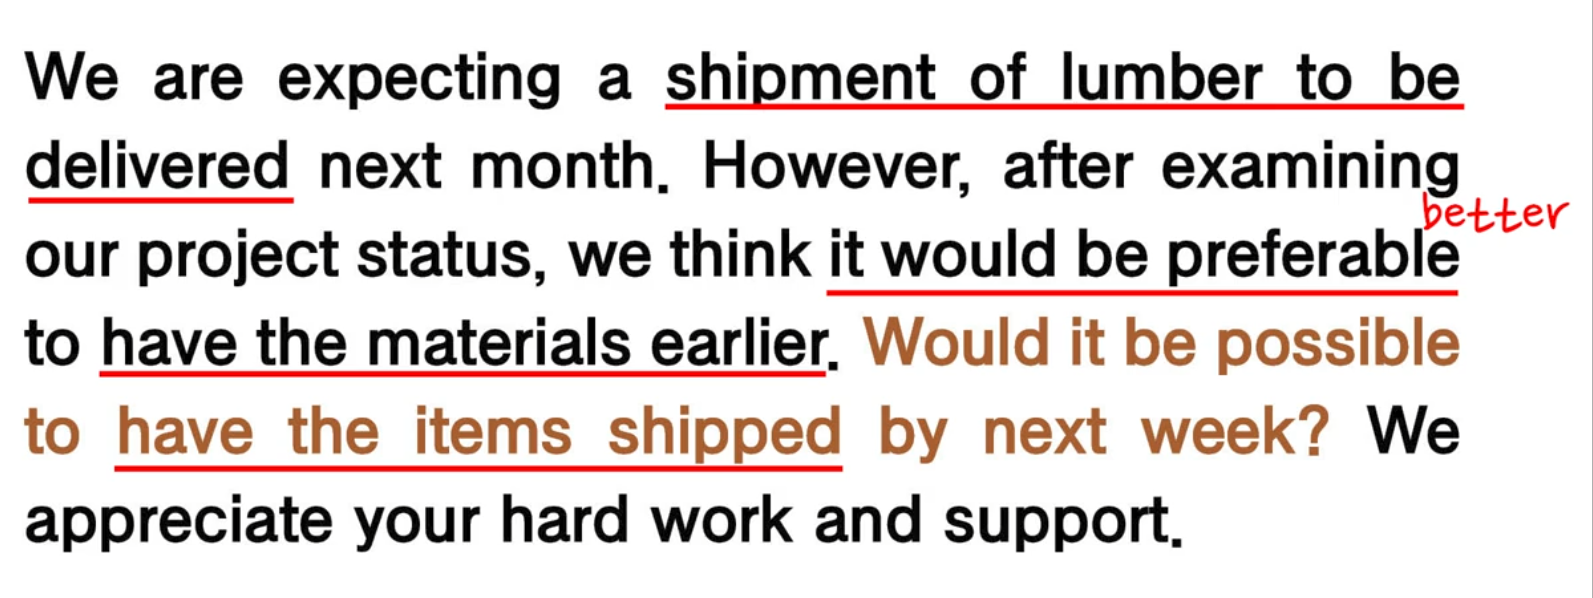 We are expecting a shipment of lumber to be
delivered next month. However, after examining
better
our project status, we think it would be preferable
to have the materials earlier. Would it be possible
to have the items shipped by next week? We
appreciate your hard work and support.